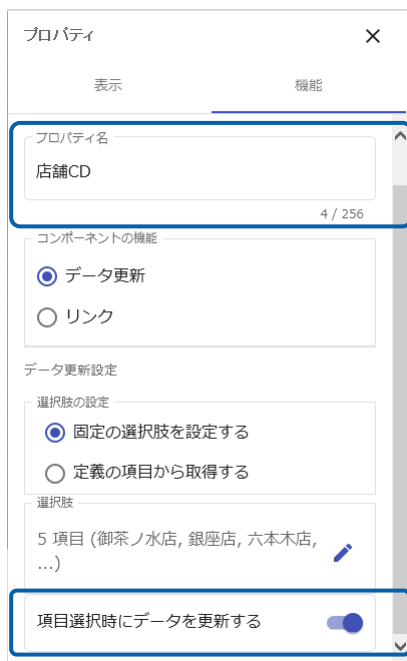 プロパティ
表示 機能
プロパティ名
店舗CD
4 / 256
コンポーネントの機能
データ更新
リンク
データ更新設定
選択肢の設定
固定の選択肢を設定する
定義の項目から取得する
選択肢
5 項目 (御茶ノ水店, 銀座店, 六本木店,
...)
項目選択時にデータを更新する